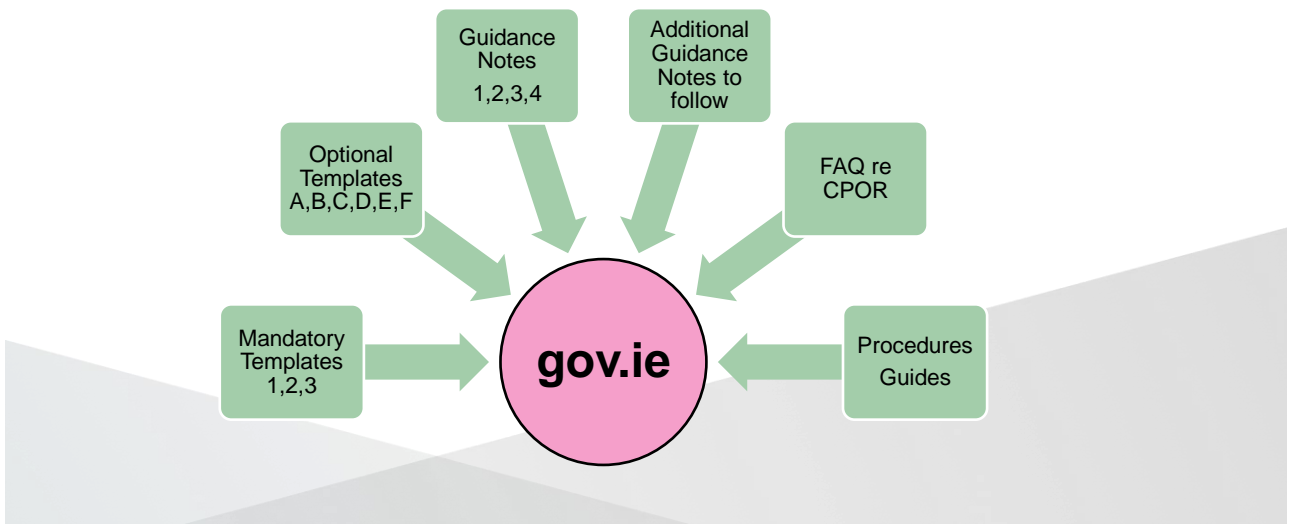 Guidance
Notes
1,2,3,4
Additional
Guidance
Notes to
follow
Optional
Templates
A,B,C,D,E,F
FAQ re
CPOR
Mandatory
Templates
1,2,3
gov.ie
Procedures
Guides